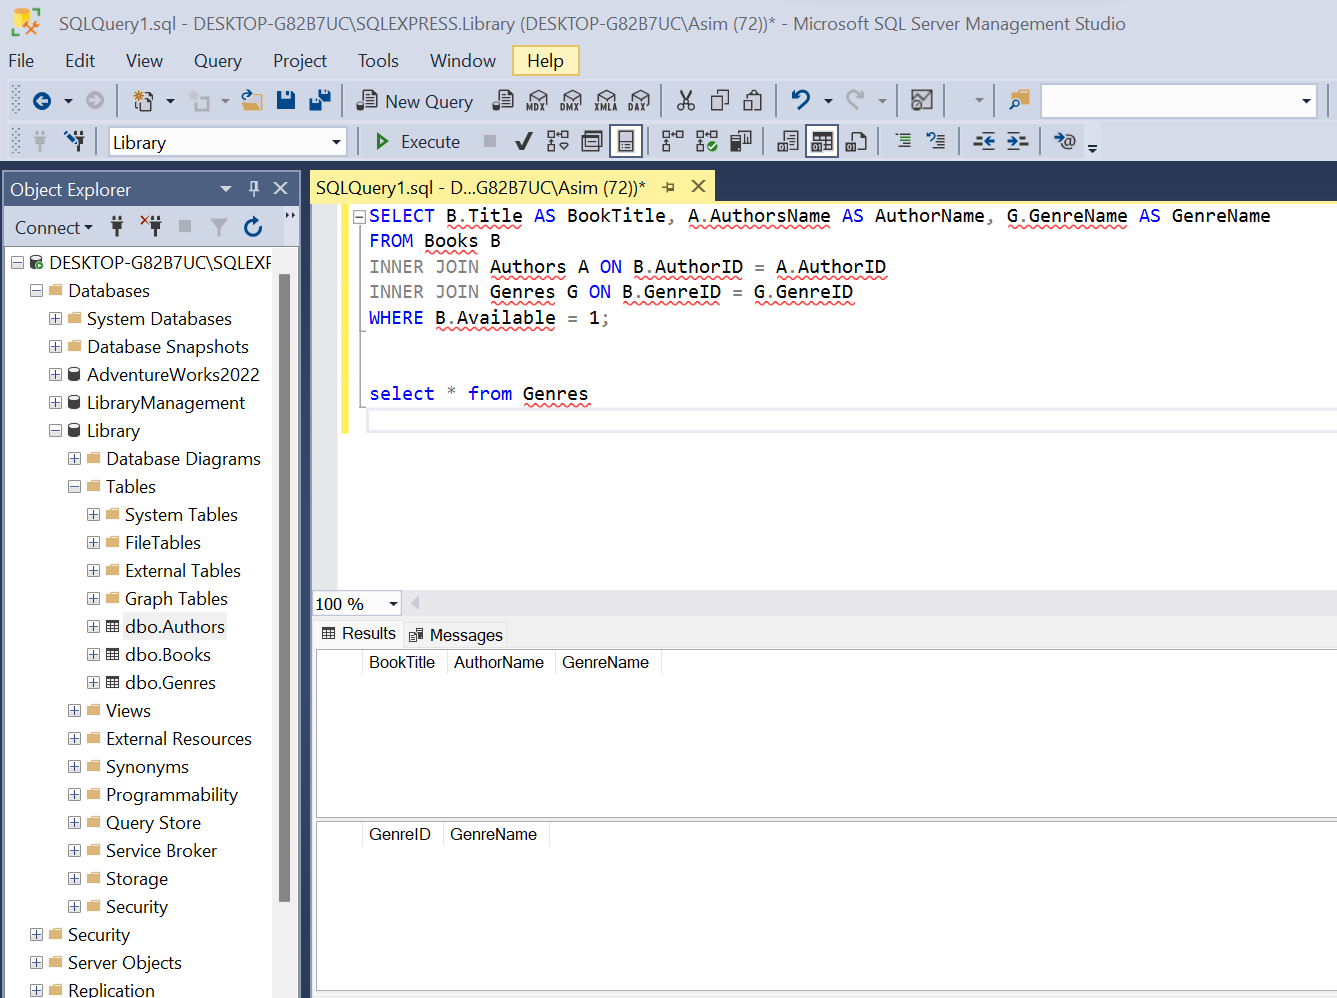 SQLQuery1.sql - DESKTOP-G82B7UC\SQLEXPRESS.Library (DESKTOP-G82B7UC\Asim (72))* - Microsoft SQL Server Management Studio
File Edit View Query Project Tools Window Help
New Query MDX DMX XMLA DAX
Library Execute
Object Explorer
Connect
DESKTOP-G82B7UC\SQLEXP
Databases
System Databases
Database Snapshots
AdventureWorks2022
LibraryManagement
Library
Database Diagrams
Tables
System Tables
FileTables
External Tables
Graph Tables
dbo.Authors
dbo.Books
dbo.Genres
Views
External Resources
Synonyms
Programmability
Query Store
Service Broker
Storage
Security
Security
Server Objects
Replication
SQLQuery1.sql - D...G82B7UC\Asim (72))*
SELECT B.Title AS BookTitle, A.AuthorsName AS AuthorName, G.GenreName AS GenreName
FROM Books B
INNER JOIN Authors A ON B.AuthorID = A.AuthorID
INNER JOIN Genres G ON B.GenreID = G.GenreID
WHERE B.Available = 1;
select * from Genres
100 %
Results Messages
BookTitle AuthorName GenreName
GenreID GenreName